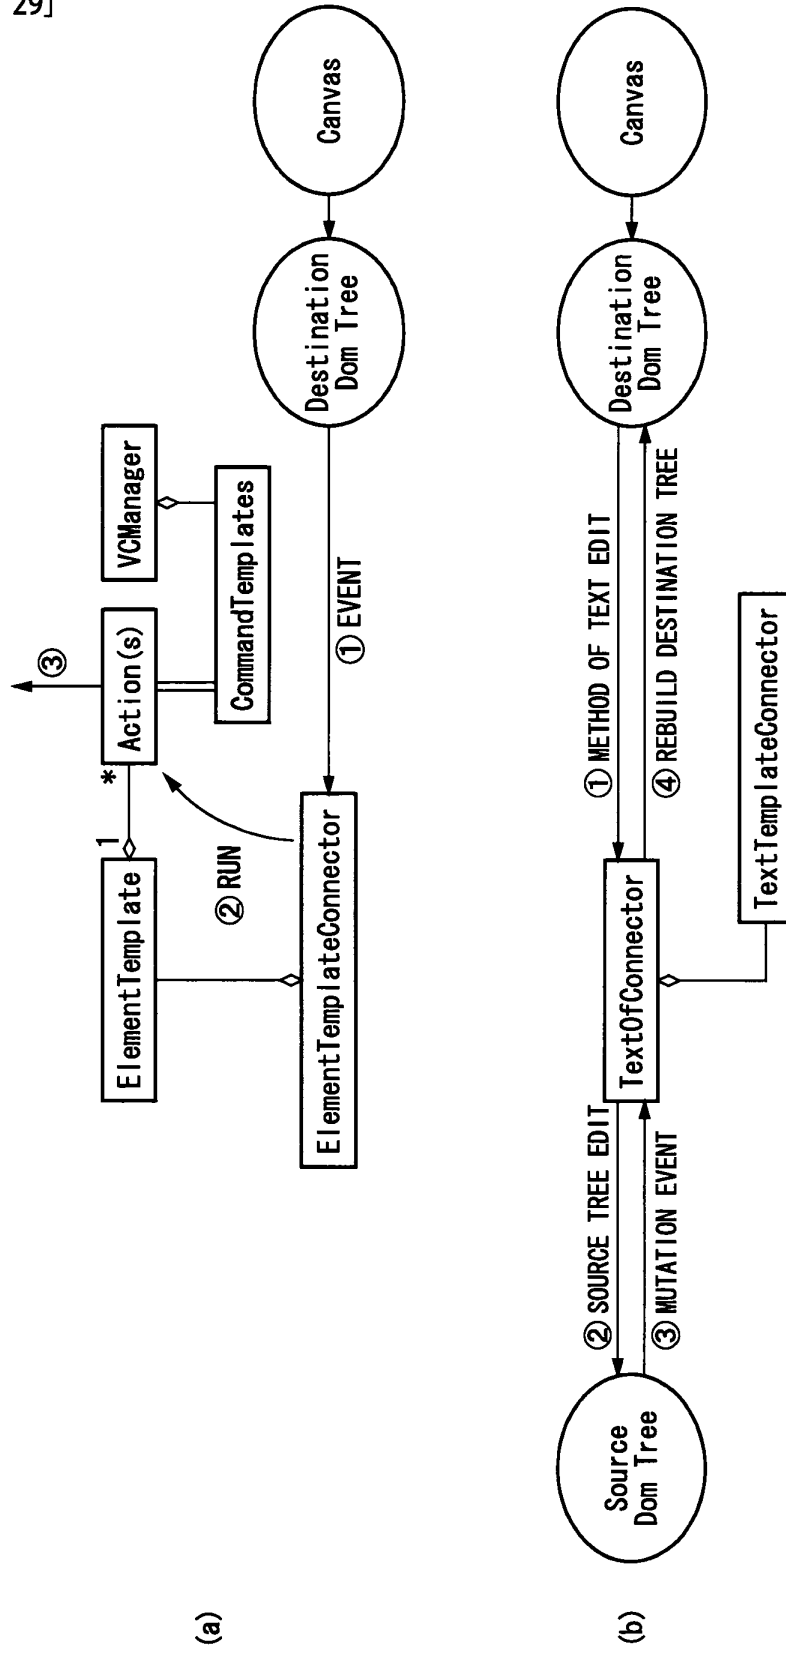 29]
(a)
ElementTemplate
1
*
Action(s)
③
VCManager
CommandTemplates
② RUN
ElementTemplateConnector
① EVENT
Destination
Dom Tree
Canvas
(b)
Source
Dom Tree
② SOURCE TREE EDIT
③ MUTATION EVENT
TextOfConnector
TextTemplateConnector
① METHOD OF TEXT EDIT
④ REBUILD DESTINATION TREE
Destination
Dom Tree
Canvas